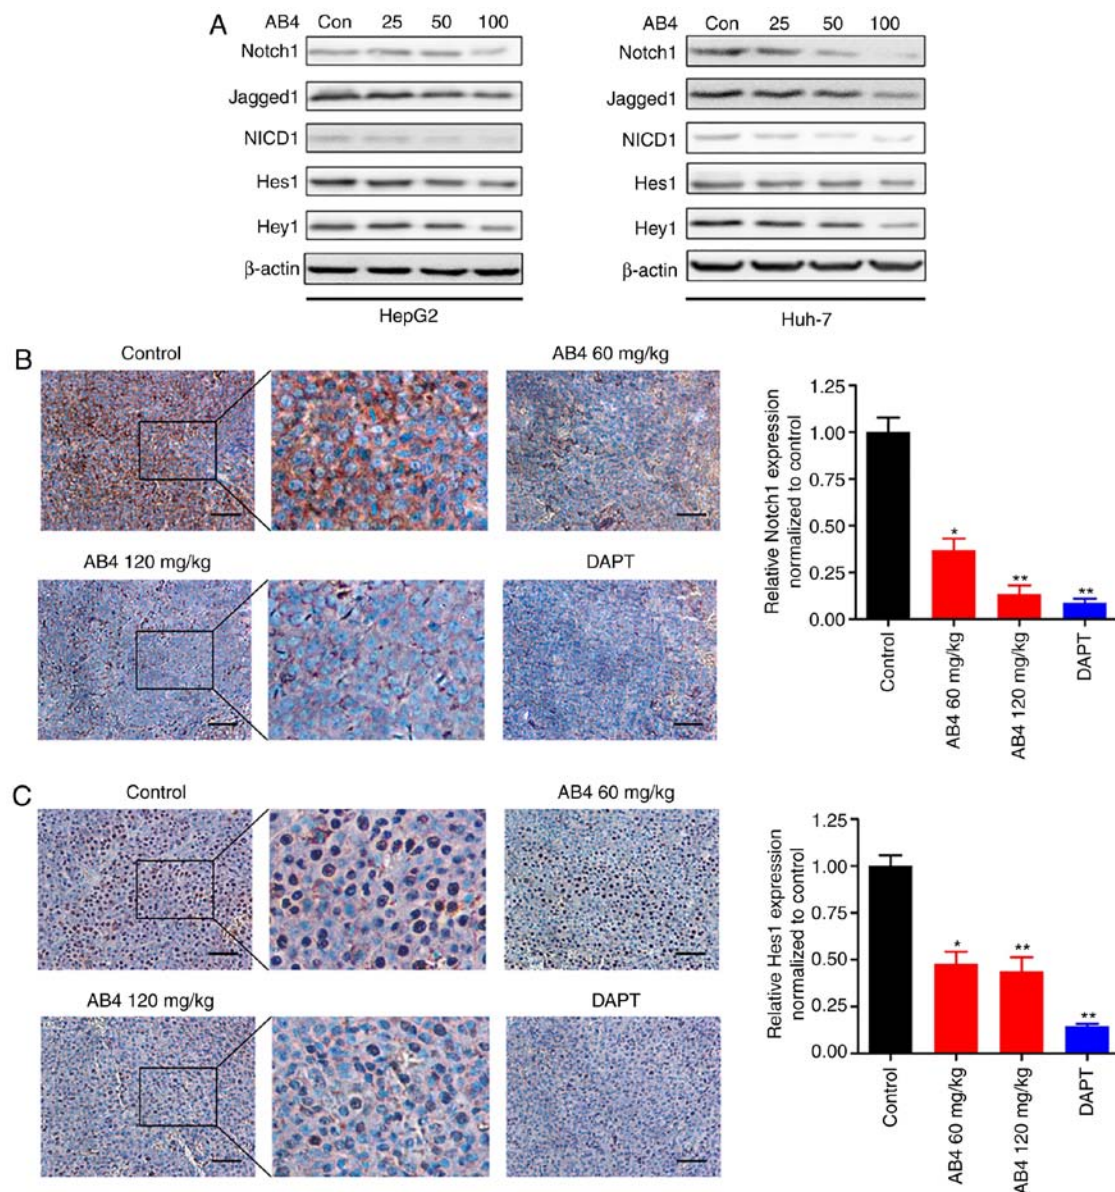 A
AB4 Con 25 50 100
Notch1
Jagged1
NICD1
Hes1
Hey1
β-actin
HepG2
AB4 Con 25 50 100
Notch1
Jagged1
NICD1
Hes1
Hey1
β-actin
Huh-7
B
Control
AB4 60 mg/kg
AB4 120 mg/kg
DAPT
Relative Notch1 expression
normalized to control
1.25
1.00
0.75
0.50
0.25
0.00
*
**
**
Control
AB4 60 mg/kg
AB4 120 mg/kg
DAPT
C
Control
AB4 60 mg/kg
AB4 120 mg/kg
DAPT
Relative Hes1 expression
normalized to control
1.25
1.00
0.75
0.50
0.25
0.00
*
**
**
Control
AB4 60 mg/kg
AB4 120 mg/kg
DAPT